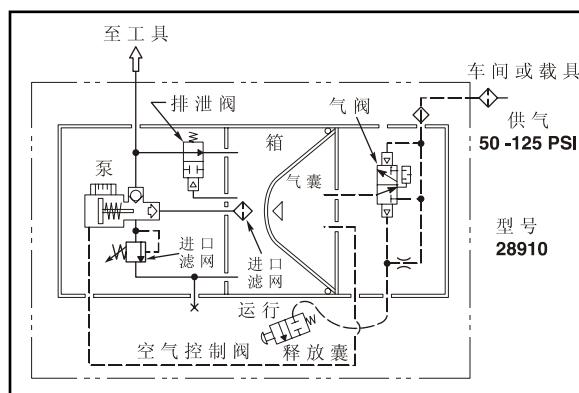 至工具
车间或载具
排泄阀
气阀
箱
供气
50 -125 PSI
泵
气囊
进口
滤网
进口
滤网
型号
28910
运行
空气控制阀
释放囊